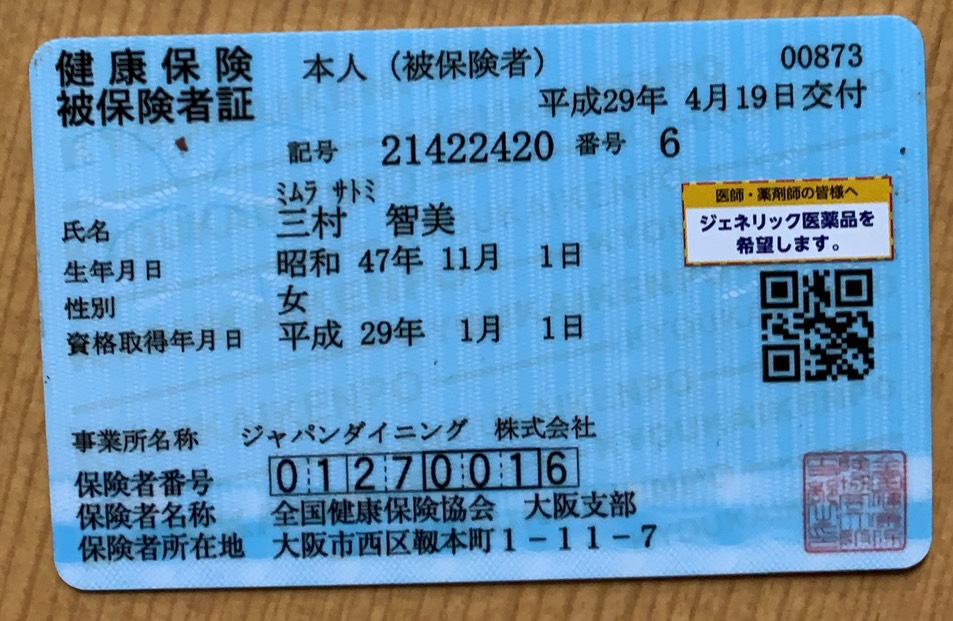 健康保険 本人（被保険者） 00873
被保険者証 平成29年 4月19日交付
記号 21422420 番号 6
ﾐﾑﾗ ｻﾄﾐ
氏名 三村 智美
生年月日 昭和 47年 11月 1日
性別 女
資格取得年月日 平成 29年 1月 1日
医師・薬剤師の皆様へ
ジェネリック医薬品を
希望します。
事業所名称 ジャパンダイニング 株式会社
保険者番号 01270016
保険者名称 全国健康保険協会 大阪支部
保険者所在地 大阪市西区靱本町1－11－7